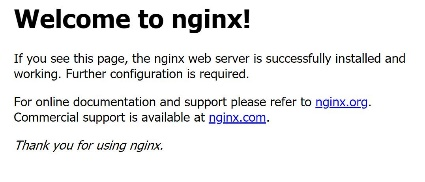 Welcome to nginx!
If you see this page, the nginx web server is successfully installed and
working. Further configuration is required.
For online documentation and support please refer to nginx.org.
Commercial support is available at nginx.com.
Thank you for using nginx.